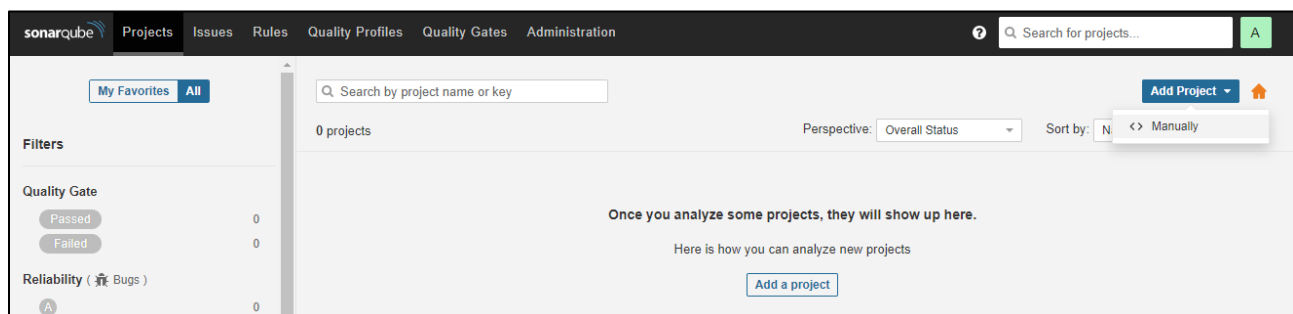 sonarqube Projects Issues Rules Quality Profiles Quality Gates Administration ? Search for projects... A
My Favorites All
Search by project name or key
Add Project
0 projects
Perspective: Overall Status
Sort by: N
<> Manually
Filters
Quality Gate
Passed 0
Failed 0
Reliability ( Bugs )
A 0
Once you analyze some projects, they will show up here.
Here is how you can analyze new projects
Add a project